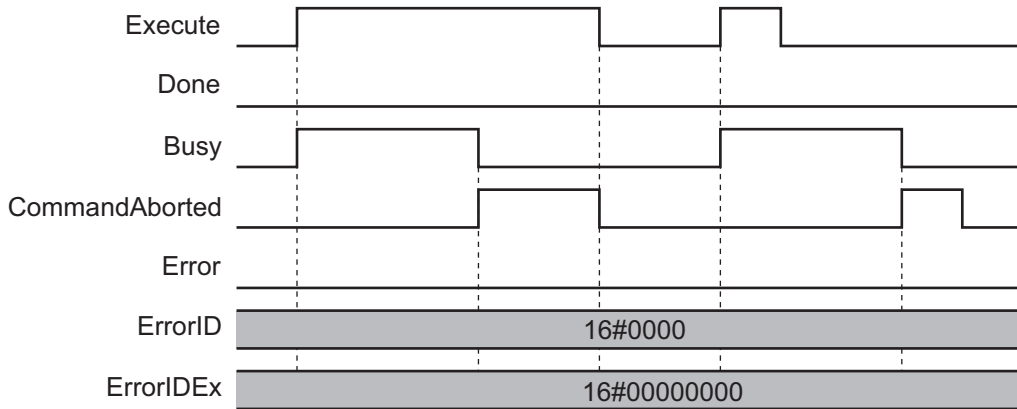 Execute
Done
Busy
CommandAborted
Error
ErrorID 16#0000
ErrorIDEx 16#00000000